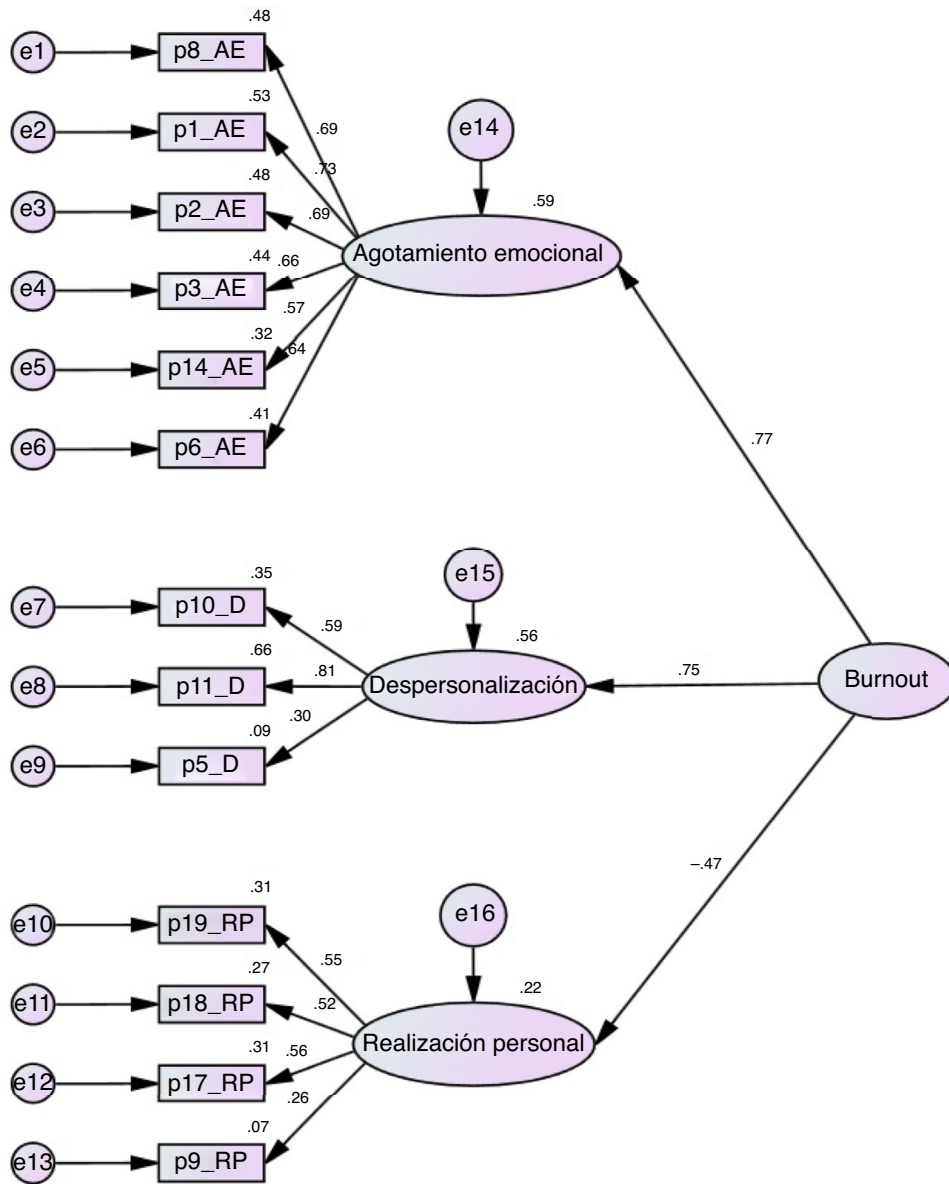 .48
e1
p8_AE
.53
e2
p1_AE
.69
e14
.73
.48
e3
p2_AE
.69
.59
Agotamiento emocional
.44
.66
e4
p3_AE
.57
.32
.64
e5
p14_AE
.41
e6
p6_AE
.77
.35
e15
e7
p10_D
.59
.56
.66
e8
p11_D
.81
Despersonalización
.75
Burnout
.30
.09
e9
p5_D
–.47
.31
e16
e10
p19_RP
.55
.27
.22
e11
p18_RP
.52
Realización personal
.31
.56
e12
p17_RP
.26
.07
e13
p9_RP